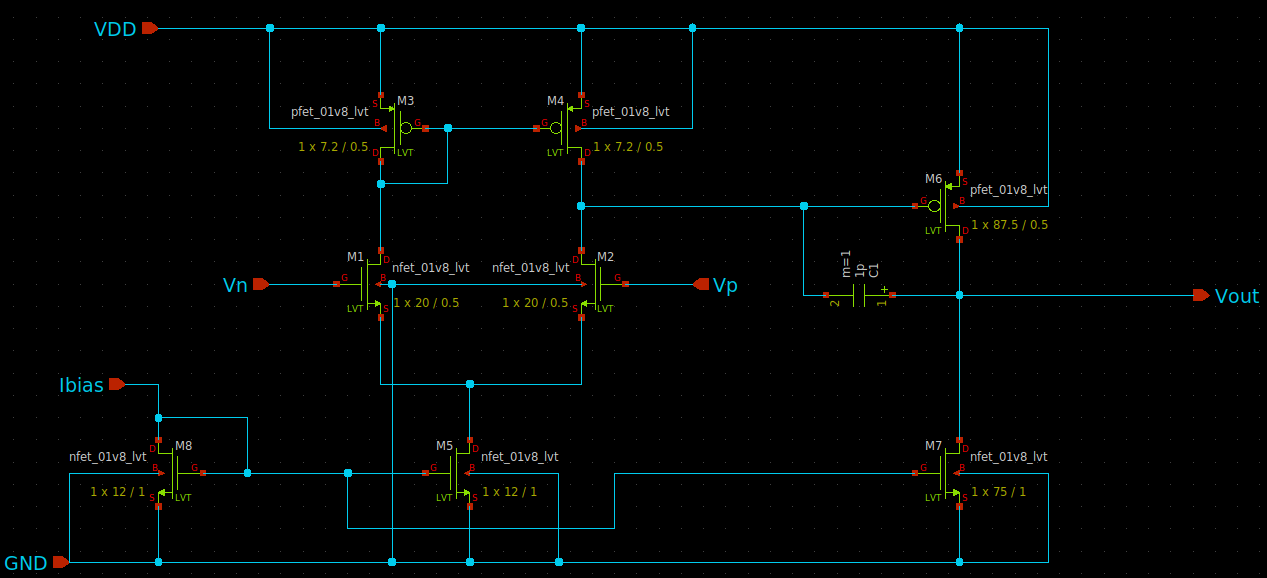 VDD
S
M3
pfet_01v8_lvt
B
G
1 x 7.2 / 0.5
D
LVT
M4
S
pfet_01v8_lvt
G
B
1 x 7.2 / 0.5
LVT
D
M6
S
pfet_01v8_lvt
G
B
1 x 87.5 / 0.5
LVT
D
M1
D
nfet_01v8_lvt
Vn
G
B
1 x 20 / 0.5
LVT
S
nfet_01v8_lvt
M2
D
B
G
Vp
1 x 20 / 0.5
S
LVT
m=1
1p
C1
2
1
+
Vout
Ibias
D
M8
nfet_01v8_lvt
B
G
1 x 12 / 1
S
LVT
M5
D
nfet_01v8_lvt
G
B
1 x 12 / 1
LVT
S
M7
D
nfet_01v8_lvt
G
B
1 x 75 / 1
LVT
S
GND